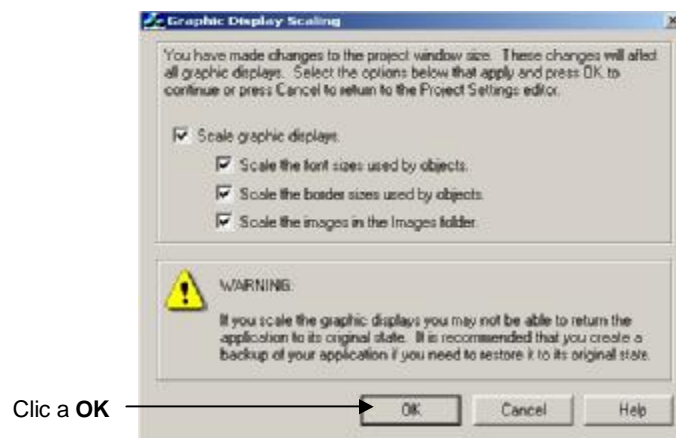 Graphic Display Scaling
You have made changes to the project window size. These changes will affect
all graphic displays. Select the options below that apply and press OK to
continue or press Cancel to return to the Project Settings editor.
Scale graphic displays.
Scale the font sizes used by objects.
Scale the border sizes used by objects.
Scale the images in the Images folder.
WARNING:
If you scale the graphic displays you may not be able to return the
application to its original state. It is recommended that you create a
backup of your application if you need to restore it to its original state.
Clic a OK
OK Cancel Help